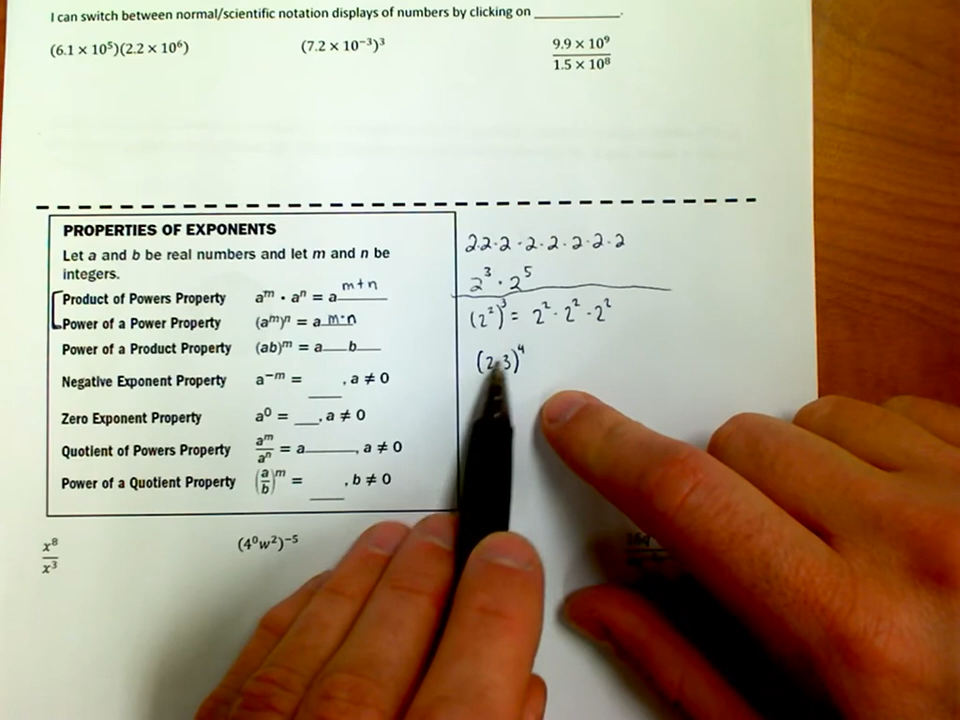 I can switch between normal/scientific notation displays of numbers by clicking on __________.
(6.1 × 10⁵)(2.2 × 10⁶) (7.2 × 10⁻³)³ 9.9 × 10⁹
1.5 × 10⁸
PROPERTIES OF EXPONENTS
Let a and b be real numbers and let m and n be
integers.
Product of Powers Property aᵐ • aⁿ = a m+n
Power of a Power Property (aᵐ)ⁿ = a m·n
Power of a Product Property (ab)ᵐ = a___b___
Negative Exponent Property a⁻ᵐ = ____ , a ≠ 0
Zero Exponent Property a⁰ = ___, a ≠ 0
Quotient of Powers Property aᵐ/aⁿ = a______, a ≠ 0
Power of a Quotient Property (a/b)ᵐ = ____ , b ≠ 0
2·2·2·2·2·2·2·2
2³ · 2⁵
(2²)³ = 2² · 2² · 2²
(2·3)⁴
x⁸
x³
(4⁰w²)⁻⁵